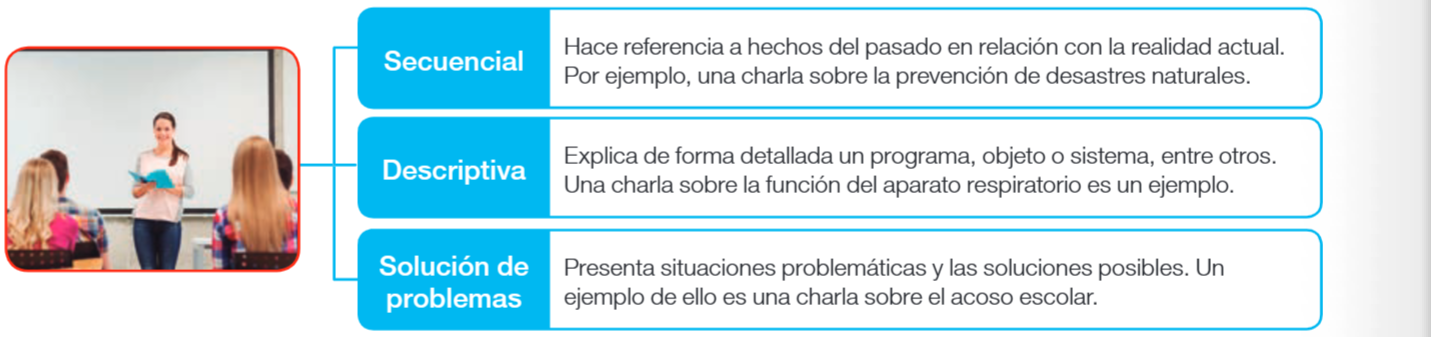 Secuencial
Hace referencia a hechos del pasado en relación con la realidad actual.
Por ejemplo, una charla sobre la prevención de desastres naturales.
Descriptiva
Explica de forma detallada un programa, objeto o sistema, entre otros.
Una charla sobre la función del aparato respiratorio es un ejemplo.
Solución de
problemas
Presenta situaciones problemáticas y las soluciones posibles. Un
ejemplo de ello es una charla sobre el acoso escolar.